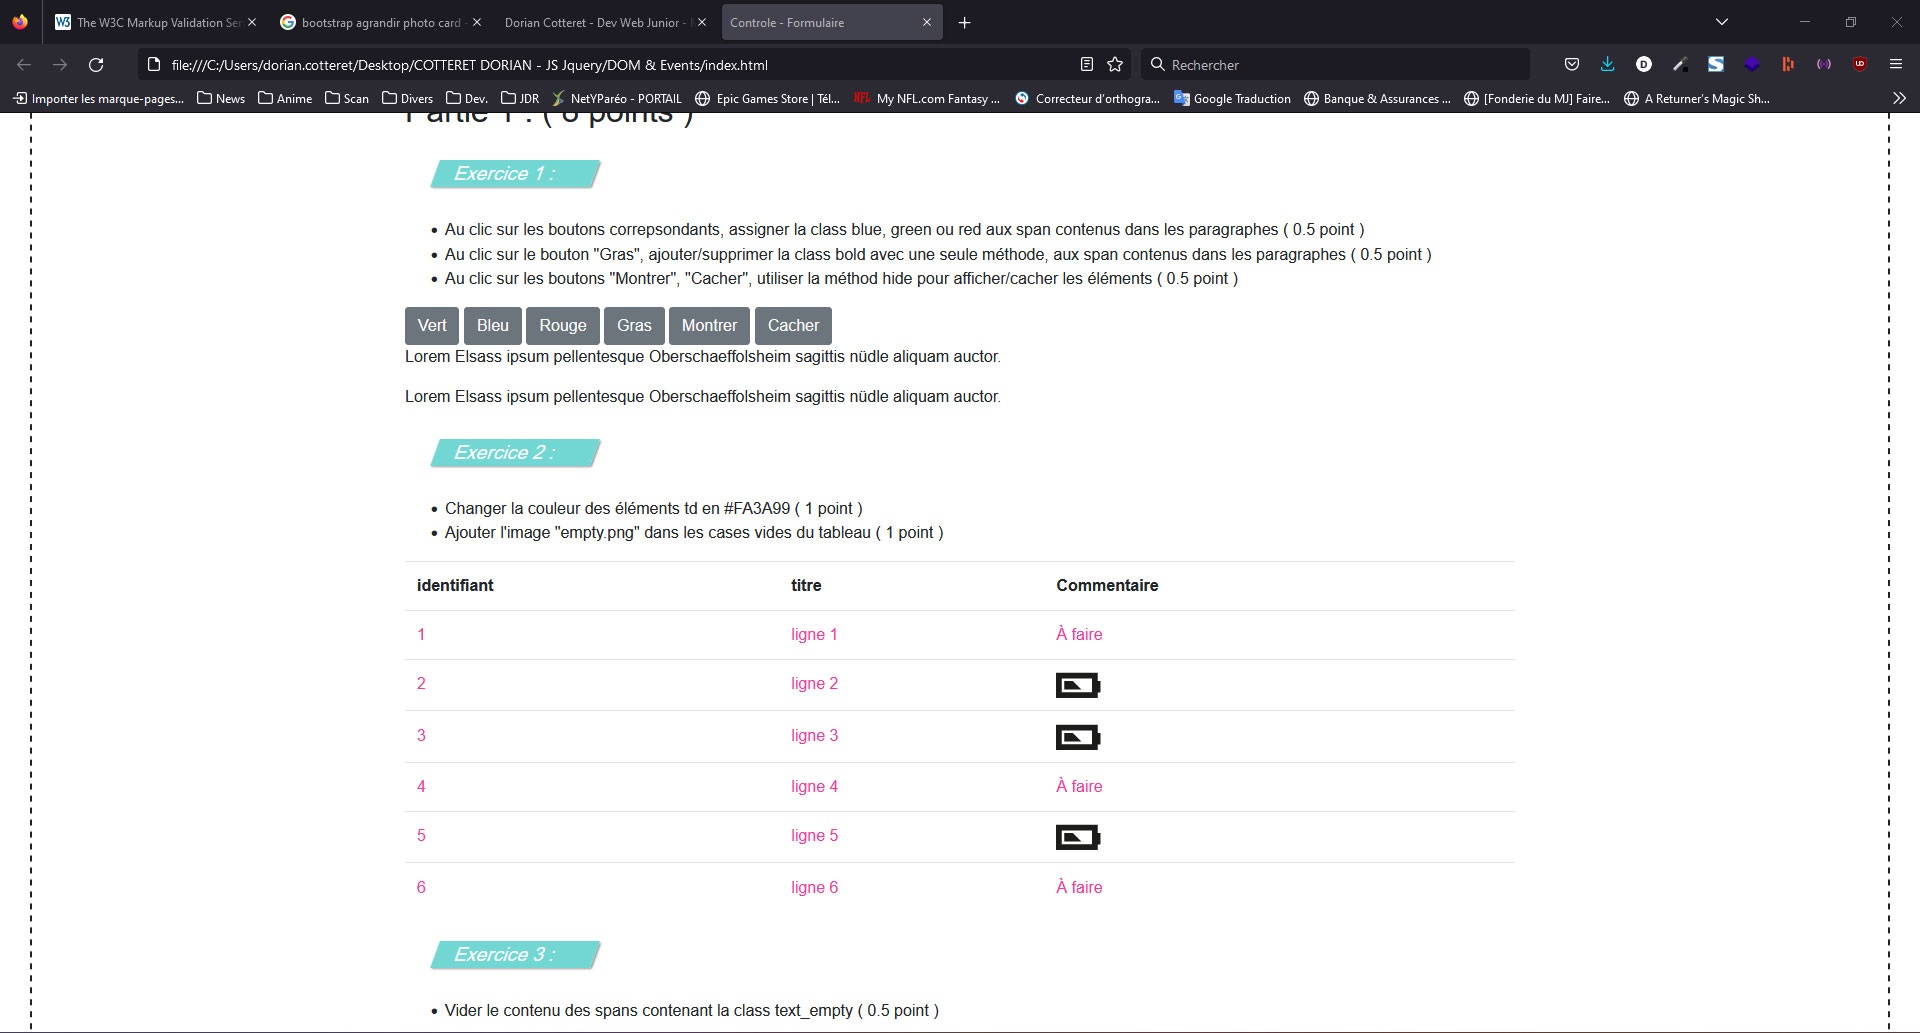 The W3C Markup Validation Ser
bootstrap agrandir photo card -
Dorian Cotteret - Dev Web Junior -
Controle - Formulaire
file:///C:/Users/dorian.cotteret/Desktop/COTTERET DORIAN - JS Jquery/DOM & Events/index.html
Rechercher
Importer les marque-pages...
News
Anime
Scan
Divers
Dev.
JDR
NetYParéo - PORTAIL
Epic Games Store | Tél...
NFL My NFL.com Fantasy ...
Correcteur d'orthogra...
Google Traduction
Banque & Assurances ...
[Fonderie du MJ] Faire...
A Returner's Magic Sh...
Partie 1 : ( 8 points )
Exercice 1 :
Au clic sur les boutons correpsondants, assigner la class blue, green ou red aux span contenus dans les paragraphes ( 0.5 point )
Au clic sur le bouton "Gras", ajouter/supprimer la class bold avec une seule méthode, aux span contenus dans les paragraphes ( 0.5 point )
Au clic sur les boutons "Montrer", "Cacher", utiliser la méthod hide pour afficher/cacher les éléments ( 0.5 point )
Vert Bleu Rouge Gras Montrer Cacher
Lorem Elsass ipsum pellentesque Oberschaeffolsheim sagittis nüdle aliquam auctor.
Lorem Elsass ipsum pellentesque Oberschaeffolsheim sagittis nüdle aliquam auctor.
Exercice 2 :
Changer la couleur des éléments td en #FA3A99 ( 1 point )
Ajouter l'image "empty.png" dans les cases vides du tableau ( 1 point )
identifiant titre Commentaire
1 ligne 1 À faire
2 ligne 2
3 ligne 3
4 ligne 4 À faire
5 ligne 5
6 ligne 6 À faire
Exercice 3 :
Vider le contenu des spans contenant la class text_empty ( 0.5 point )